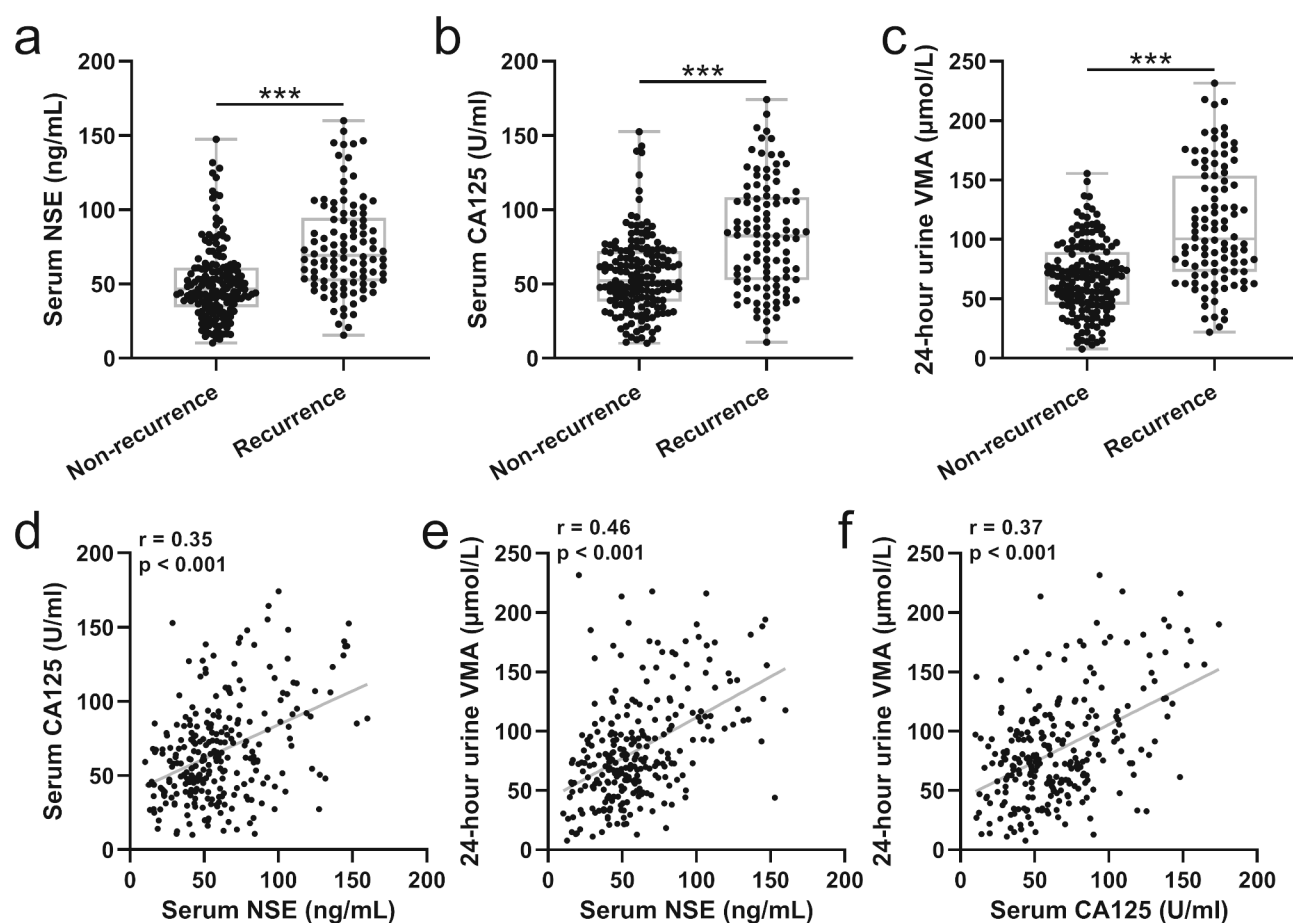 a
Serum NSE (ng/mL)
200
150
100
50
0
***
Non-recurrence
Recurrence
b
Serum CA125 (U/ml)
200
150
100
50
0
***
Non-recurrence
Recurrence
c
24-hour urine VMA (μmol/L)
250
200
150
100
50
0
***
Non-recurrence
Recurrence
d
r = 0.35
p < 0.001
Serum CA125 (U/ml)
200
150
100
50
0
0 50 100 150 200
Serum NSE (ng/mL)
e
r = 0.46
p < 0.001
24-hour urine VMA (μmol/L)
250
200
150
100
50
0
0 50 100 150 200
Serum NSE (ng/mL)
f
r = 0.37
p < 0.001
24-hour urine VMA (μmol/L)
250
200
150
100
50
0
0 50 100 150 200
Serum CA125 (U/ml)